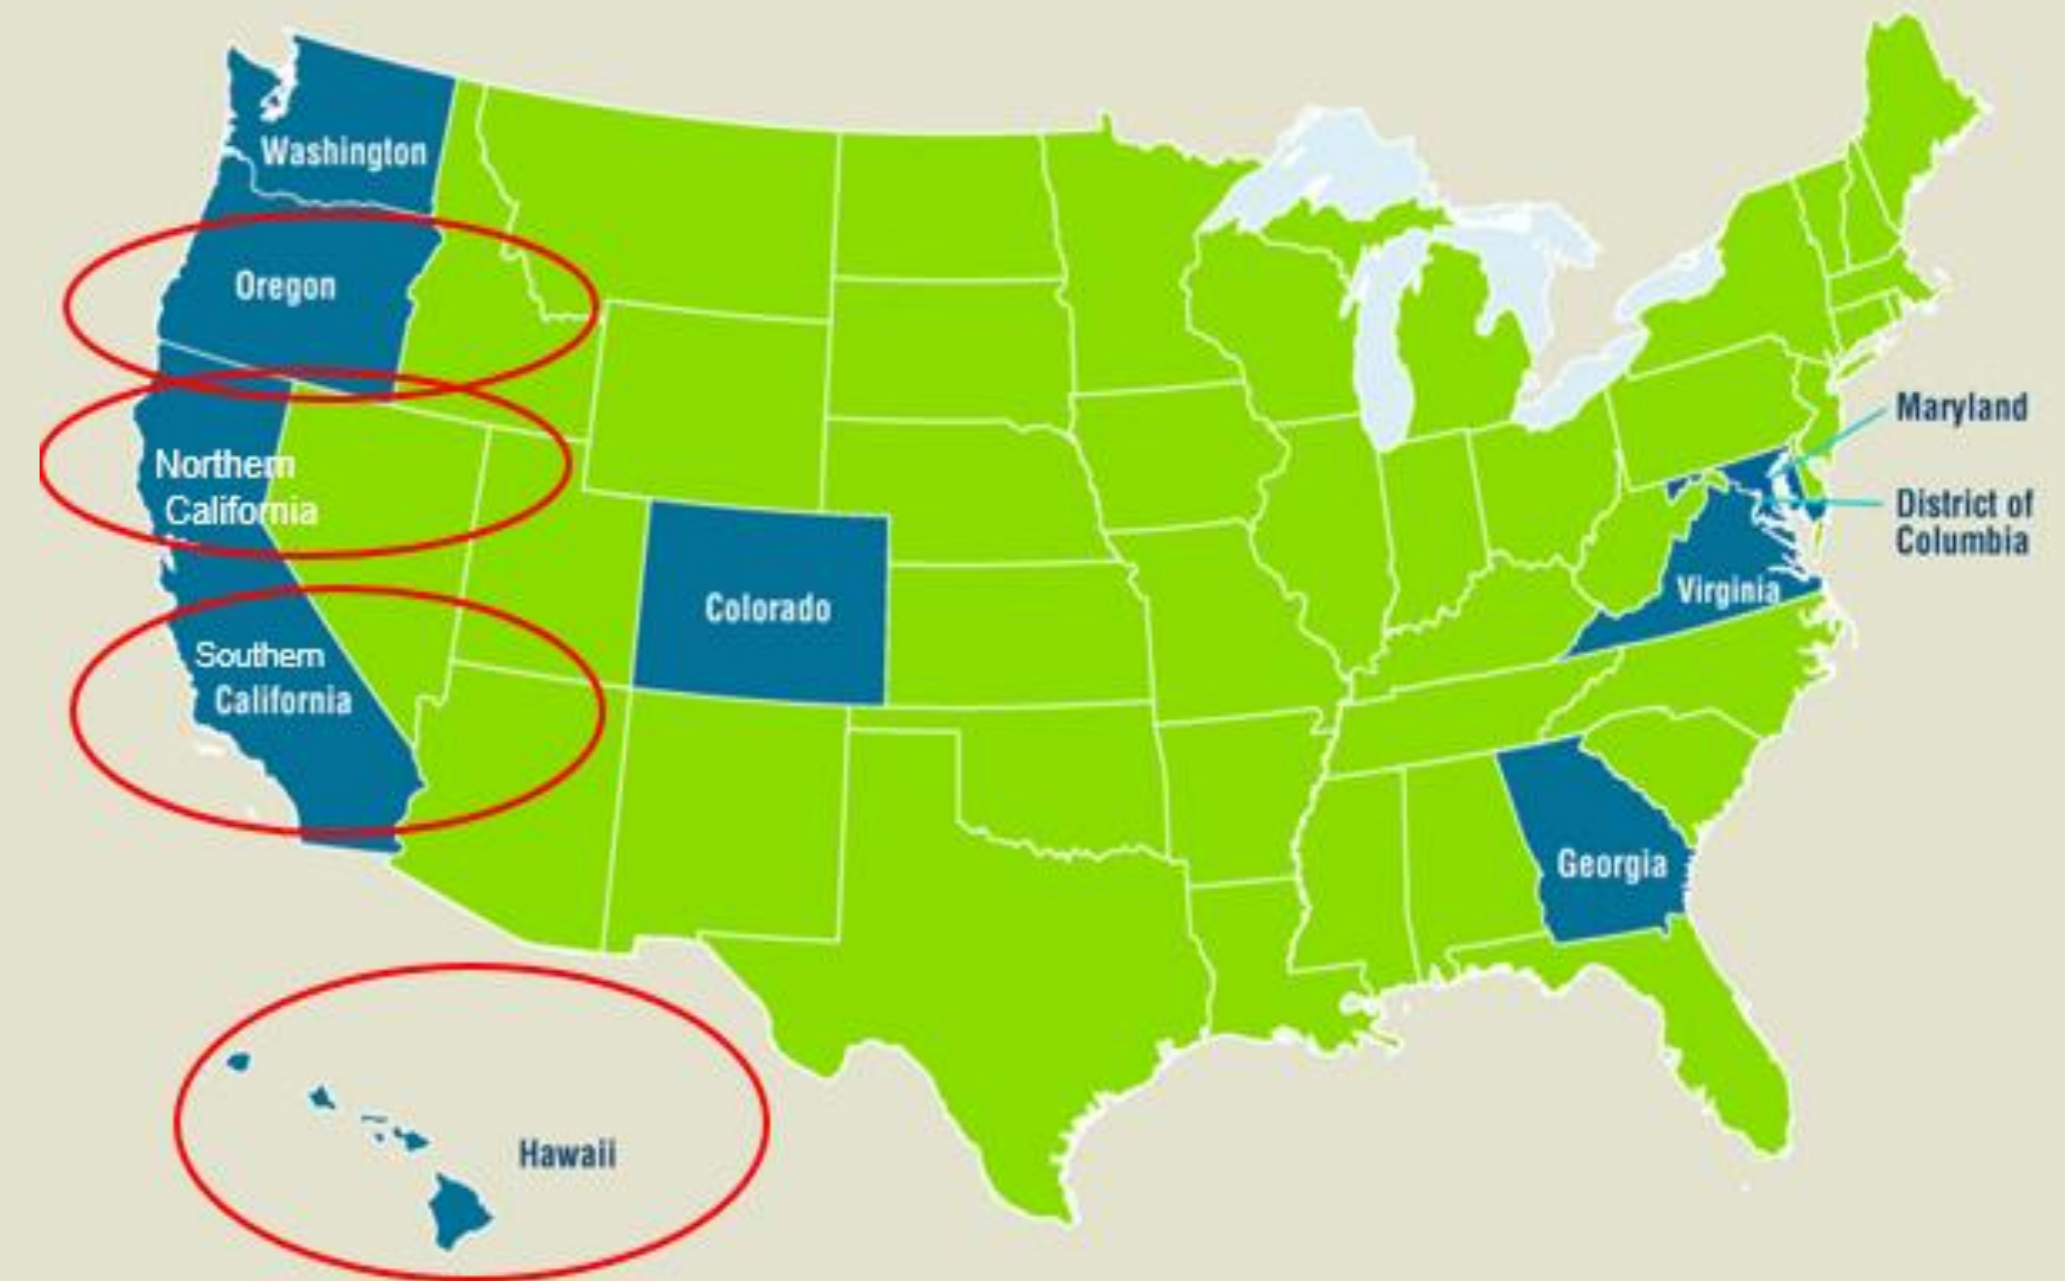 Washington
Oregon
Northern
California
Southern
California
Colorado
Maryland
District of
Columbia
Virginia
Georgia
Hawaii